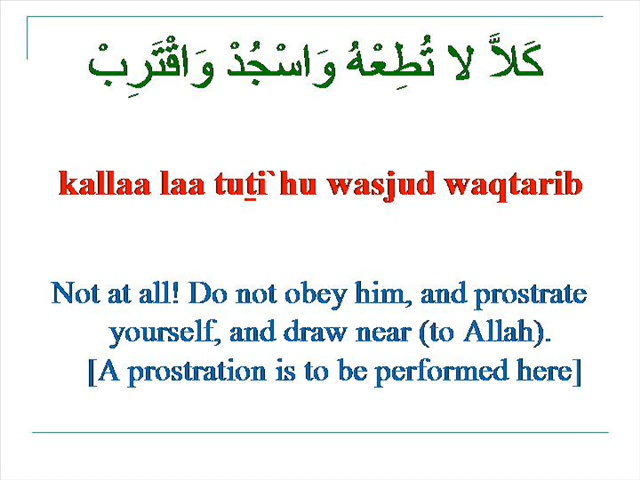 كَلاَّ لا تُطِعْهُ وَاسْجُدْ وَاقْتَرِبْ
kallaa laa tuṯi`hu wasjud waqtarib
Not at all! Do not obey him, and prostrate
yourself, and draw near (to Allah).
[A prostration is to be performed here]